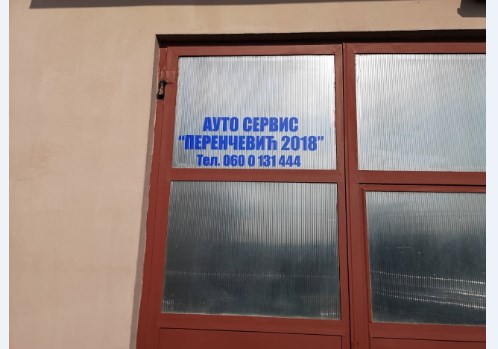 АУТО СЕРВИС
"ПЕРЕНЧЕВИЋ 2018"
Тел. 060 0 131 444